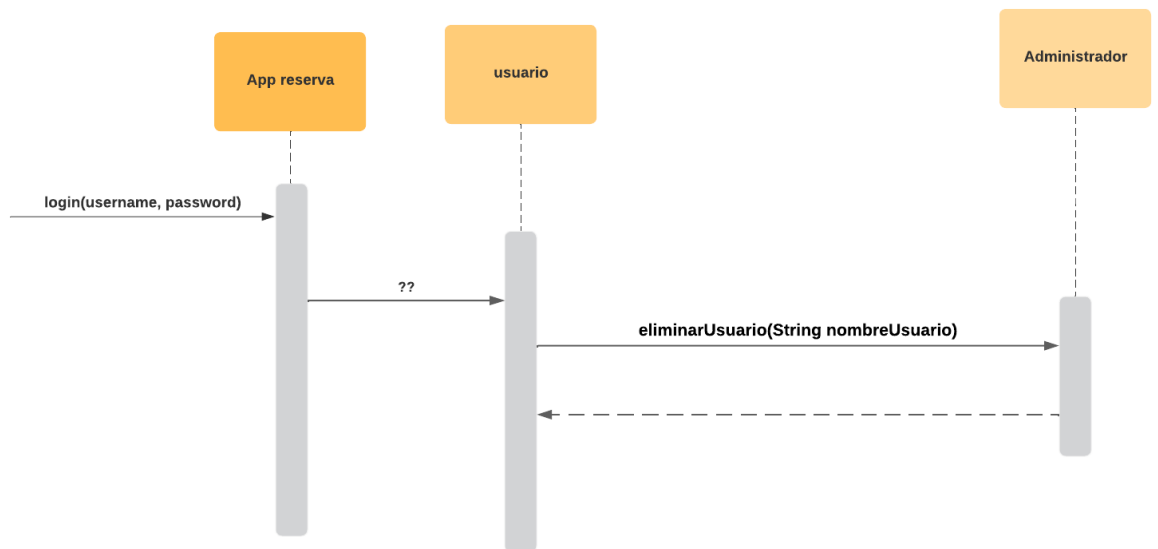 App reserva
usuario
Administrador
login(username, password)
??
eliminarUsuario(String nombreUsuario)